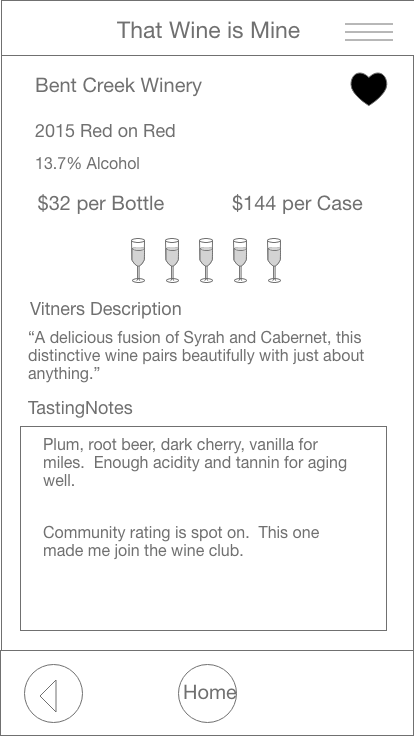 That Wine is Mine
Bent Creek Winery
2015 Red on Red
13.7% Alcohol
$32 per Bottle
$144 per Case
Vitners Description
“A delicious fusion of Syrah and Cabernet, this
distinctive wine pairs beautifully with just about
anything.”
TastingNotes
Plum, root beer, dark cherry, vanilla for
miles.  Enough acidity and tannin for aging
well.
Community rating is spot on.  This one
made me join the wine club.
Home